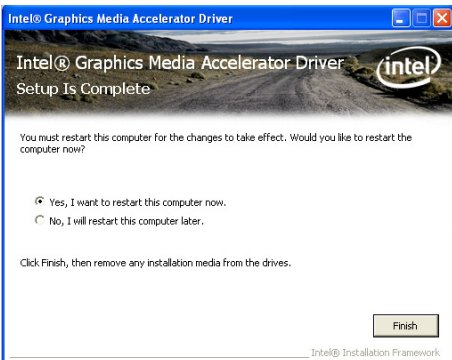 Intel® Graphics Media Accelerator Driver
Intel® Graphics Media Accelerator Driver
Setup Is Complete
intel
You must restart this computer for the changes to take effect. Would you like to restart the
computer now?
Yes, I want to restart this computer now.
No, I will restart this computer later.
Click Finish, then remove any installation media from the drives.
Finish
Intel® Installation Framework